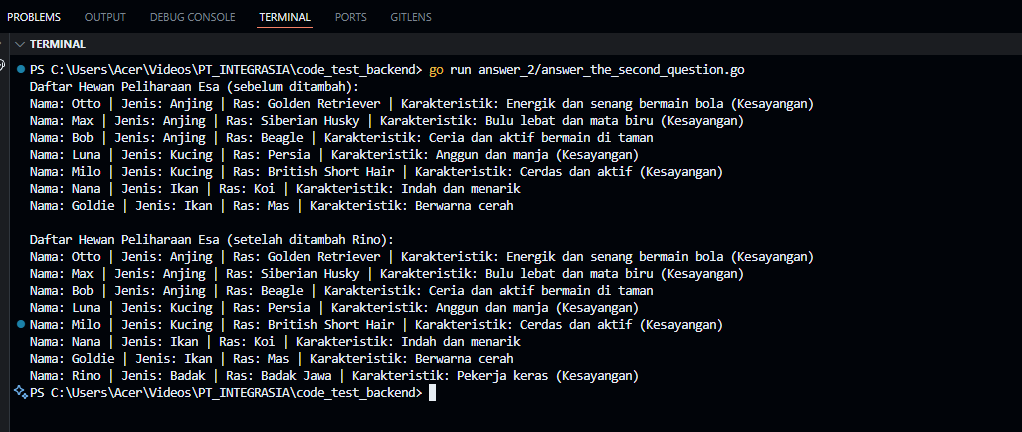 PROBLEMS OUTPUT DEBUG CONSOLE TERMINAL PORTS GITLENS
TERMINAL
PS C:\Users\Acer\Videos\PT_INTEGRASIA\code_test_backend> go run answer_2/answer_the_second_question.go
Daftar Hewan Peliharaan Esa (sebelum ditambah):
Nama: Otto | Jenis: Anjing | Ras: Golden Retriever | Karakteristik: Energik dan senang bermain bola (Kesayangan)
Nama: Max | Jenis: Anjing | Ras: Siberian Husky | Karakteristik: Bulu lebat dan mata biru (Kesayangan)
Nama: Bob | Jenis: Anjing | Ras: Beagle | Karakteristik: Ceria dan aktif bermain di taman
Nama: Luna | Jenis: Kucing | Ras: Persia | Karakteristik: Anggun dan manja (Kesayangan)
Nama: Milo | Jenis: Kucing | Ras: British Short Hair | Karakteristik: Cerdas dan aktif (Kesayangan)
Nama: Nana | Jenis: Ikan | Ras: Koi | Karakteristik: Indah dan menarik
Nama: Goldie | Jenis: Ikan | Ras: Mas | Karakteristik: Berwarna cerah
Daftar Hewan Peliharaan Esa (setelah ditambah Rino):
Nama: Otto | Jenis: Anjing | Ras: Golden Retriever | Karakteristik: Energik dan senang bermain bola (Kesayangan)
Nama: Max | Jenis: Anjing | Ras: Siberian Husky | Karakteristik: Bulu lebat dan mata biru (Kesayangan)
Nama: Bob | Jenis: Anjing | Ras: Beagle | Karakteristik: Ceria dan aktif bermain di taman
Nama: Luna | Jenis: Kucing | Ras: Persia | Karakteristik: Anggun dan manja (Kesayangan)
Nama: Milo | Jenis: Kucing | Ras: British Short Hair | Karakteristik: Cerdas dan aktif (Kesayangan)
Nama: Nana | Jenis: Ikan | Ras: Koi | Karakteristik: Indah dan menarik
Nama: Goldie | Jenis: Ikan | Ras: Mas | Karakteristik: Berwarna cerah
Nama: Rino | Jenis: Badak | Ras: Badak Jawa | Karakteristik: Pekerja keras (Kesayangan)
PS C:\Users\Acer\Videos\PT_INTEGRASIA\code_test_backend>